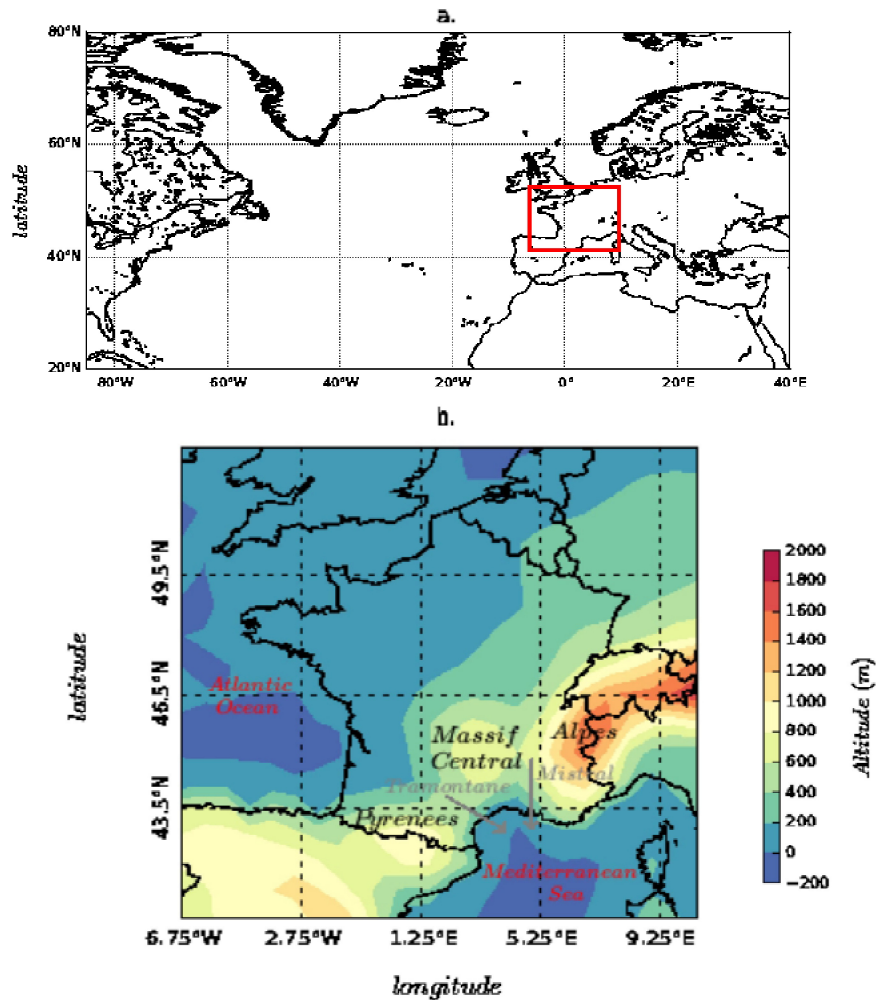 a.
80°N
60°N
40°N
20°N
latitude
80°W
60°W
40°W
20°W
0°
20°E
40°E
b.
49.5°N
46.5°N
43.5°N
latitude
Atlantic
Ocean
Massif
Central
Alpes
Mistral
Tramontane
Pyrenees
Mediterranean
Sea
6.75°W
2.75°W
1.25°E
5.25°E
9.25°E
longitude
2000
1800
1600
1400
1200
1000
800
600
400
200
0
−200
Altitude (m)